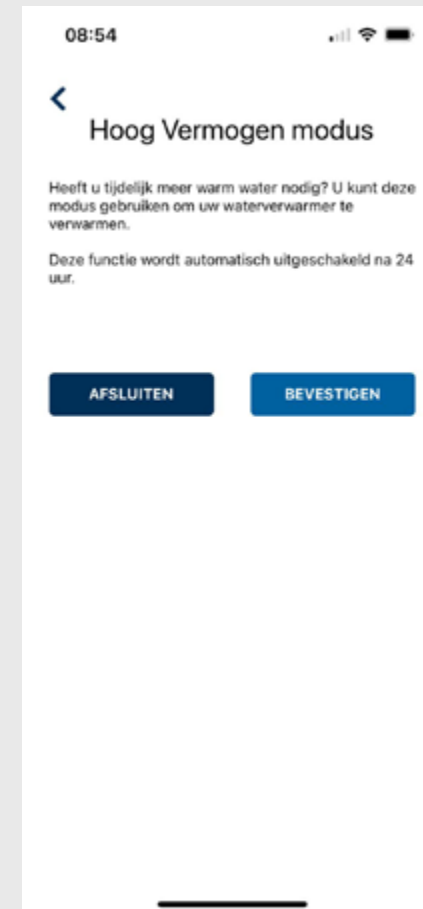 08:54
Hoog Vermogen modus
Heeft u tijdelijk meer warm water nodig? U kunt deze
modus gebruiken om uw waterverwarmer te
verwarmen.
Deze functie wordt automatisch uitgeschakeld na 24
uur.
AFSLUITEN
BEVESTIGEN